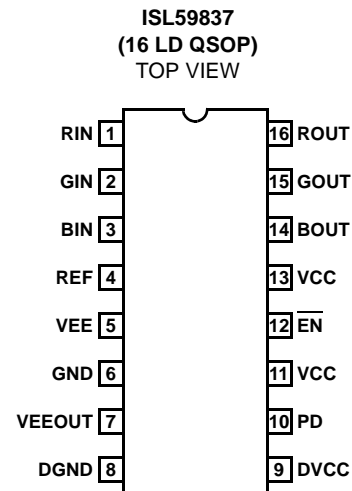 ISL59837
(16 LD QSOP)
TOP VIEW
RIN 1 16 ROUT
GIN 2 15 GOUT
BIN 3 14 BOUT
REF 4 13 VCC
VEE 5 12 E̅N̅
GND 6 11 VCC
VEEOUT 7 10 PD
DGND 8 9 DVCC